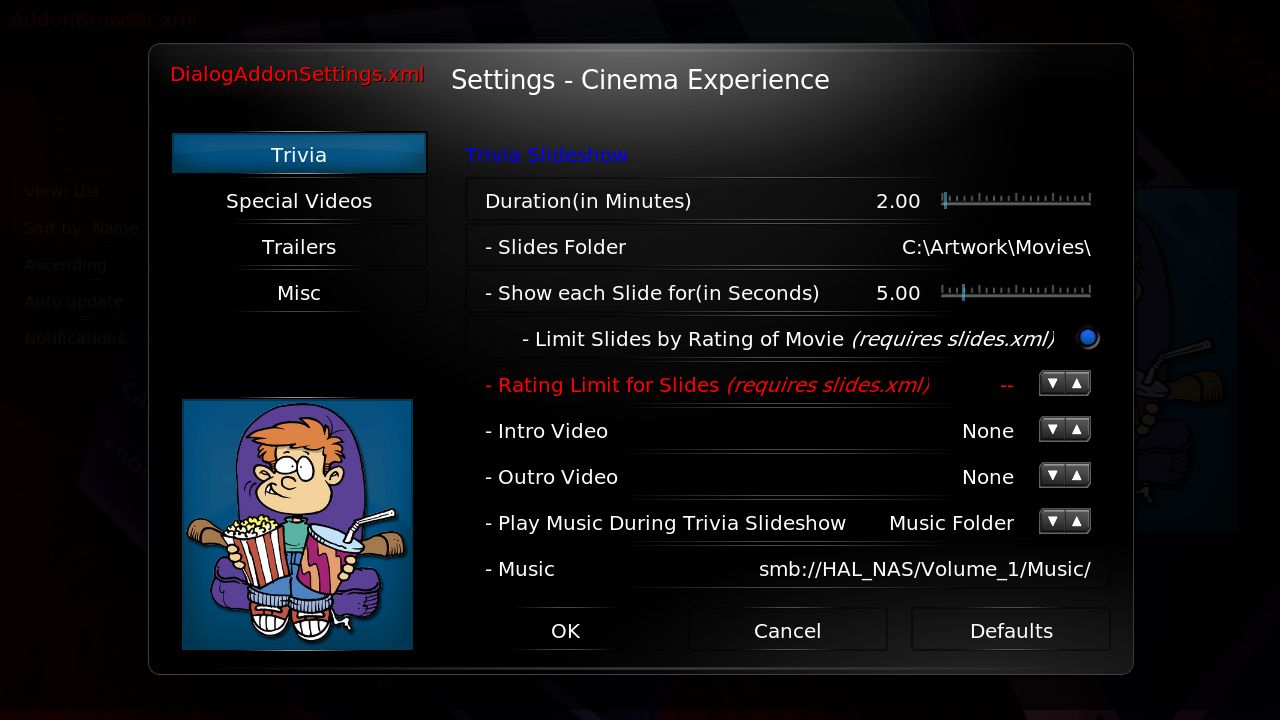 AddonBrowser.xml
DialogAddonSettings.xml
Settings - Cinema Experience
Trivia
Special Videos
Trailers
Misc
Trivia Slideshow
Duration(in Minutes) 2.00
- Slides Folder C:\Artwork\Movies\
- Show each Slide for(in Seconds) 5.00
- Limit Slides by Rating of Movie (requires slides.xml)
- Rating Limit for Slides (requires slides.xml) --
- Intro Video None
- Outro Video None
- Play Music During Trivia Slideshow Music Folder
- Music smb://HAL_NAS/Volume_1/Music/
OK Cancel Defaults
View: List
Sort by: Name
Ascending
Auto update
Notifications